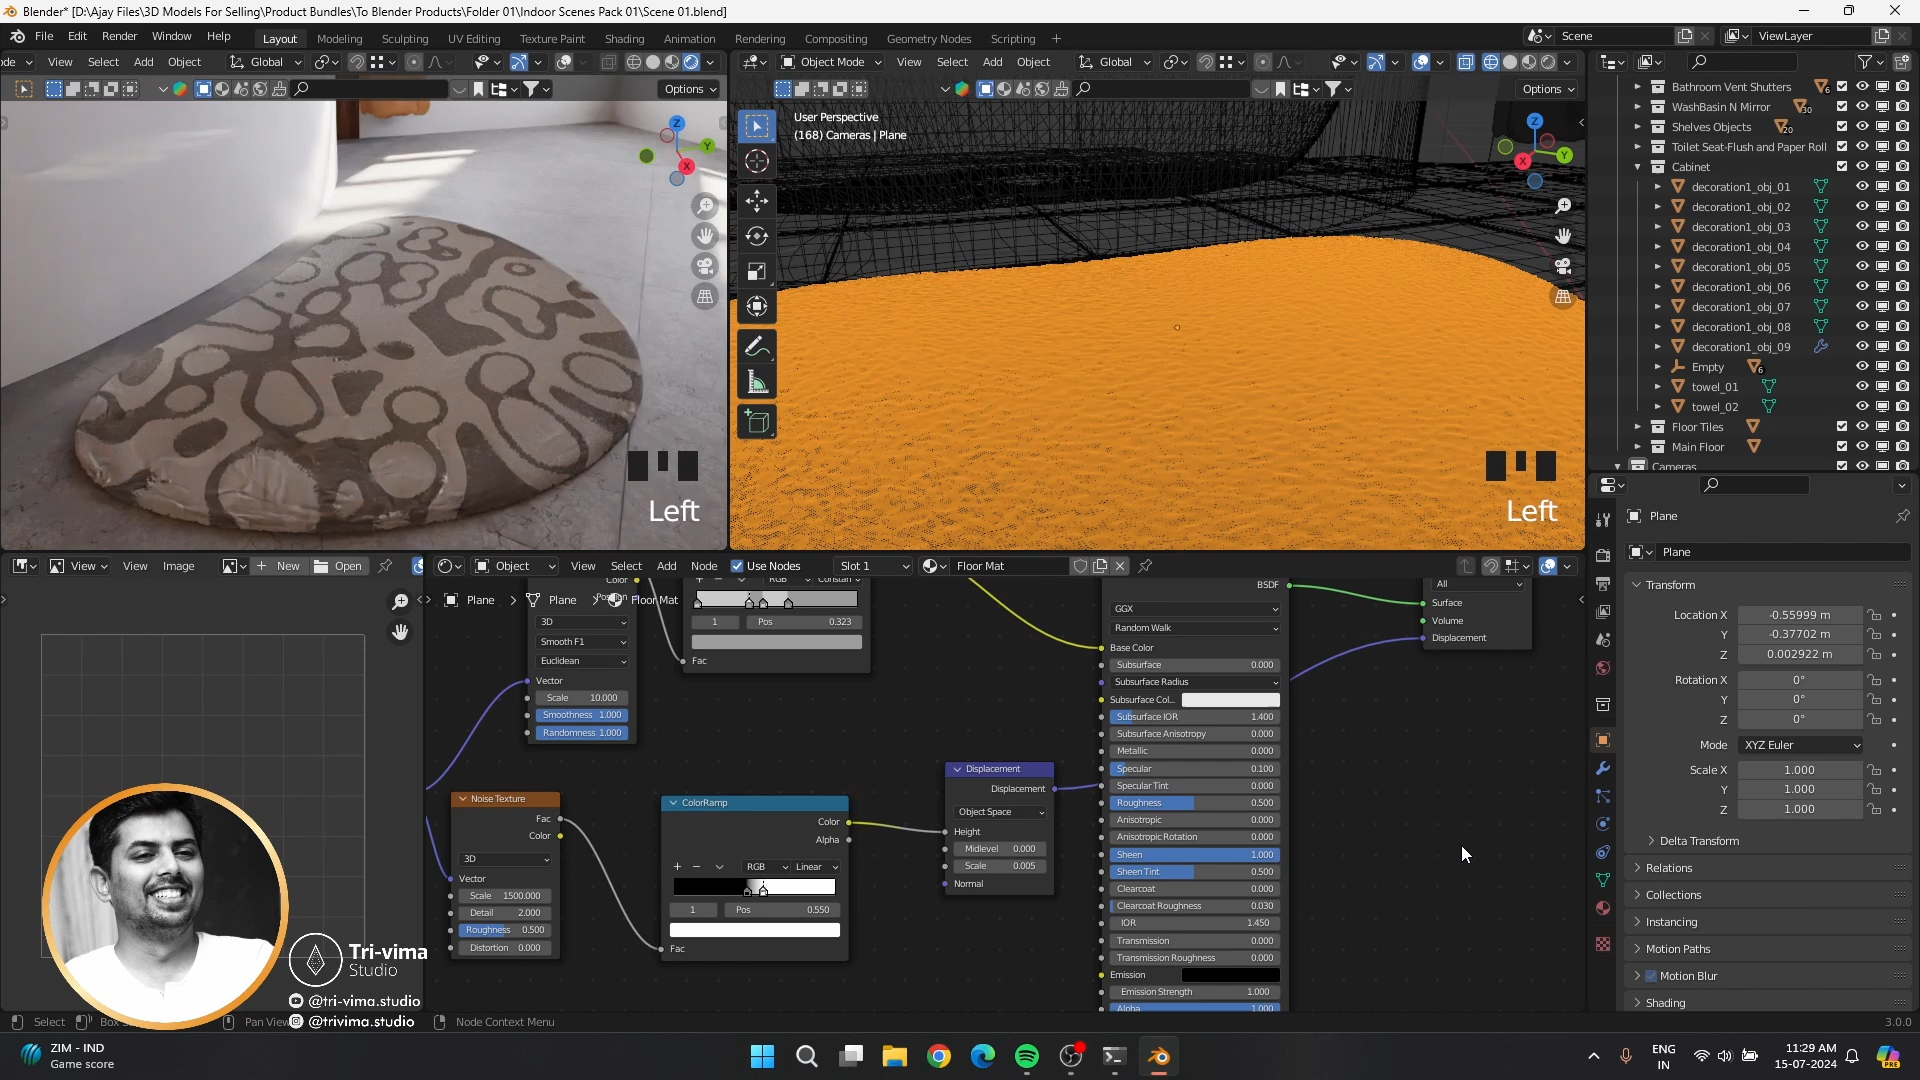 Blender* [D:\Ajay Files\3D Models For Selling\Product Bundles\To Blender Products\Folder 01\Indoor Scenes Pack 01\Scene 01.blend]
File Edit Render Window Help
Layout Modeling Sculpting UV Editing Texture Paint Shading Animation Rendering Compositing Geometry Nodes Scripting +
Scene
ViewLayer
View Select Add Object Global
Options
Object Mode View Select Add Object Global
Options
User Perspective
(168) Cameras | Plane
Left
Left
Bathroom Vent Shutters 6
WashBasin N Mirror 30
Shelves Objects 20
Toilet Seat-Flush and Paper Roll
Cabinet
decoration1_obj_01
decoration1_obj_02
decoration1_obj_03
decoration1_obj_04
decoration1_obj_05
decoration1_obj_06
decoration1_obj_07
decoration1_obj_08
decoration1_obj_09
Empty 6
towel_01
towel_02
Floor Tiles
Main Floor
Cameras
Plane
Plane
Transform
Location X -0.55999 m
Y -0.37702 m
Z 0.002922 m
Rotation X 0°
Y 0°
Z 0°
Mode XYZ Euler
Scale X 1.000
Y 1.000
Z 1.000
Delta Transform
Relations
Collections
Instancing
Motion Paths
Motion Blur
Shading
View View Image New Open
Object View Select Add Node Use Nodes Slot 1 Floor Mat
Plane > Plane > Floor Mat
Color
Position
3D
Smooth F1
Euclidean
Vector
Scale 10.000
Smoothness 1.000
Randomness 1.000
RGB Constant
1 Pos 0.323
Fac
Noise Texture
Fac
Color
3D
Vector
Scale 1500.000
Detail 2.000
Roughness 0.500
Distortion 0.000
ColorRamp
Color
Alpha
RGB Linear
1 Pos 0.550
Fac
Displacement
Displacement
Object Space
Height
Midlevel 0.000
Scale 0.005
Normal
BSDF
GGX
Random Walk
Base Color
Subsurface 0.000
Subsurface Radius
Subsurface Col...
Subsurface IOR 1.400
Subsurface Anisotropy 0.000
Metallic 0.000
Specular 0.100
Specular Tint 0.000
Roughness 0.500
Anisotropic 0.000
Anisotropic Rotation 0.000
Sheen 1.000
Sheen Tint 0.500
Clearcoat 0.000
Clearcoat Roughness 0.030
IOR 1.450
Transmission 0.000
Transmission Roughness 0.000
Emission
Emission Strength 1.000
Alpha 1.000
All
Surface
Volume
Displacement
Tri-vima
Studio
@tri-vima.studio
@trivima.studio
Select
Pan View
Node Context Menu
3.0.0
ZIM - IND
Game score
ENG
IN
11:29 AM
15-07-2024